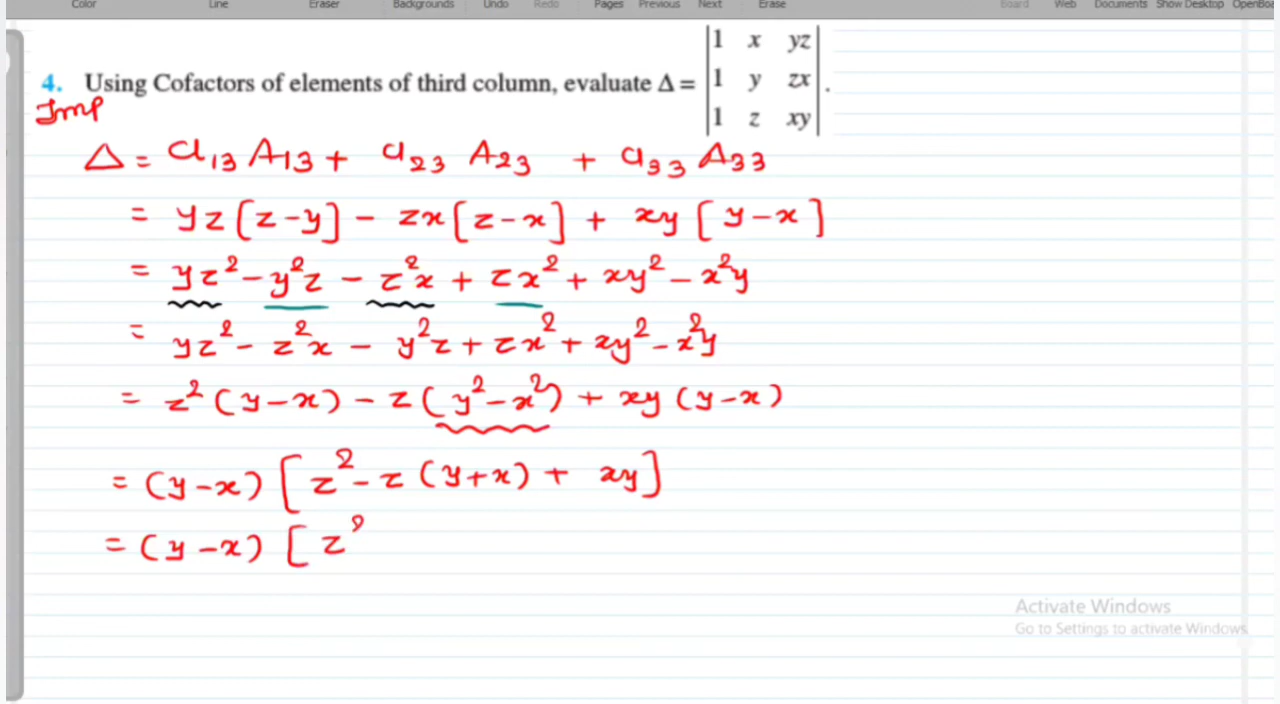 Color Line Eraser Backgrounds Undo Redo Pages Previous Next Erase Board Web Documents Show Desktop OpenBoa
4. Using Cofactors of elements of third column, evaluate Δ = |1 x yz|
|1 y zx| .
|1 z xy|
Imp
Δ = a₁₃ A₁₃ + a₂₃ A₂₃ + a₃₃ A₃₃
= yz [z - y] - zx [z - x] + xy [y - x]
= yz² - y²z - z²x + zx² + xy² - x²y
= yz² - z²x - y²z + zx² + xy² - x²y
= z² (y - x) - z (y² - x²) + xy (y - x)
= (y - x) [z² - z (y + x) + xy]
= (y - x) [z²
Activate Windows
Go to Settings to activate Windows.